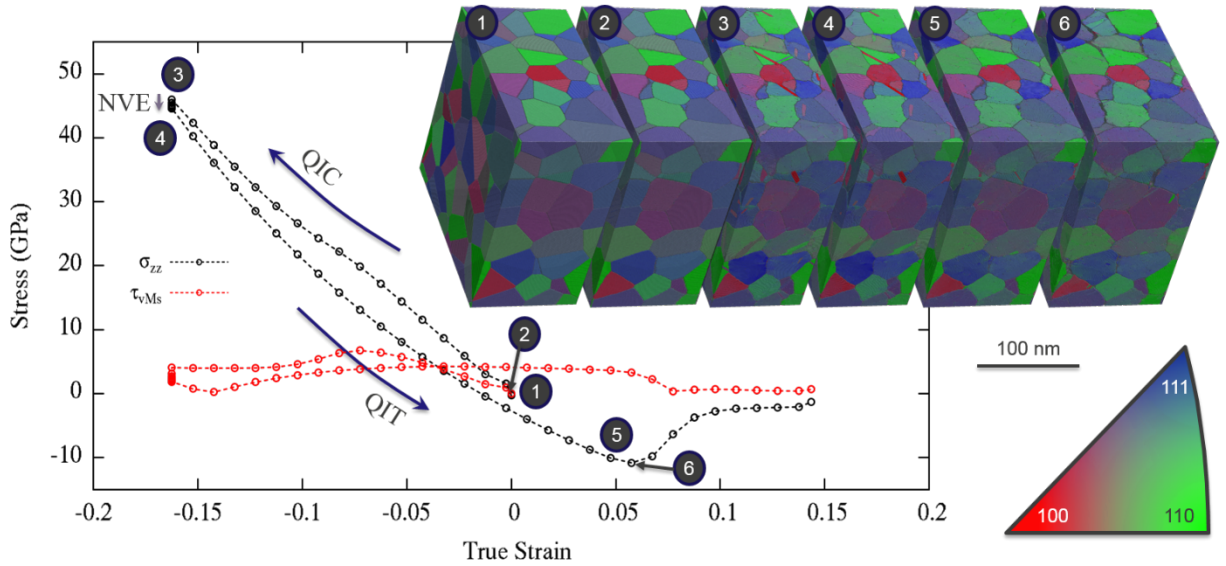 1 2 3 4 5 6
50
40
30
20
10
0
-10
Stress (GPa)
3
NVE
4
QIC
σzz
τvMs
QIT
2
1
5
6
-0.2 -0.15 -0.1 -0.05 0 0.05 0.1 0.15 0.2
True Strain
100 nm
111
100
110